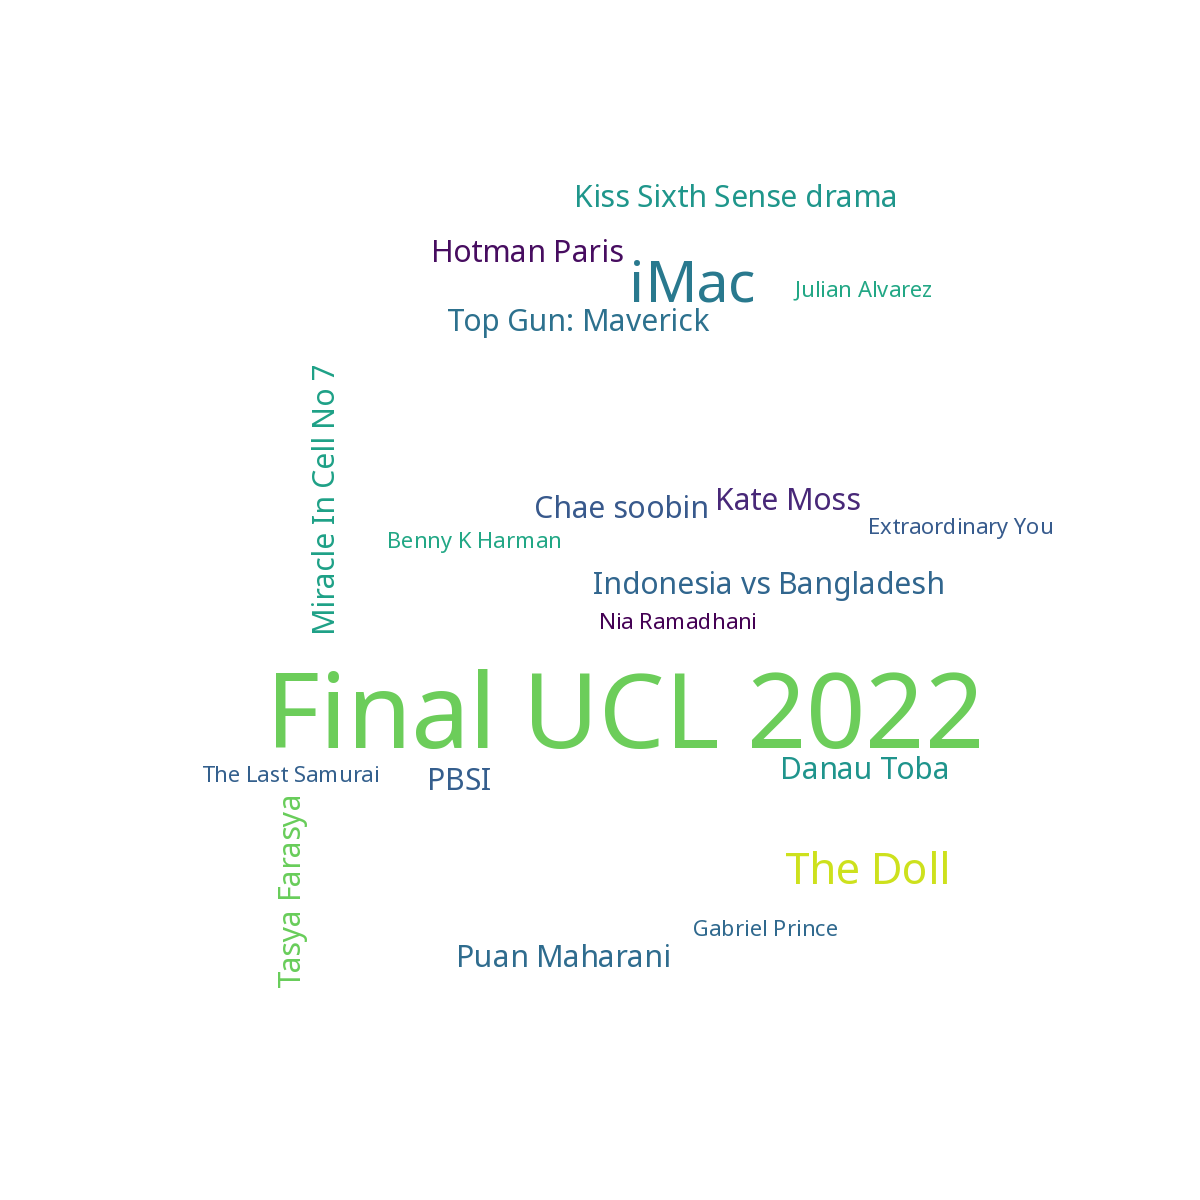 Kiss Sixth Sense drama
Hotman Paris
iMac
Julian Alvarez
Top Gun: Maverick
Miracle In Cell No 7
Chae soobin
Kate Moss
Extraordinary You
Benny K Harman
Indonesia vs Bangladesh
Nia Ramadhani
Final UCL 2022
The Last Samurai
PBSI
Danau Toba
Tasya Farasya
The Doll
Gabriel Prince
Puan Maharani